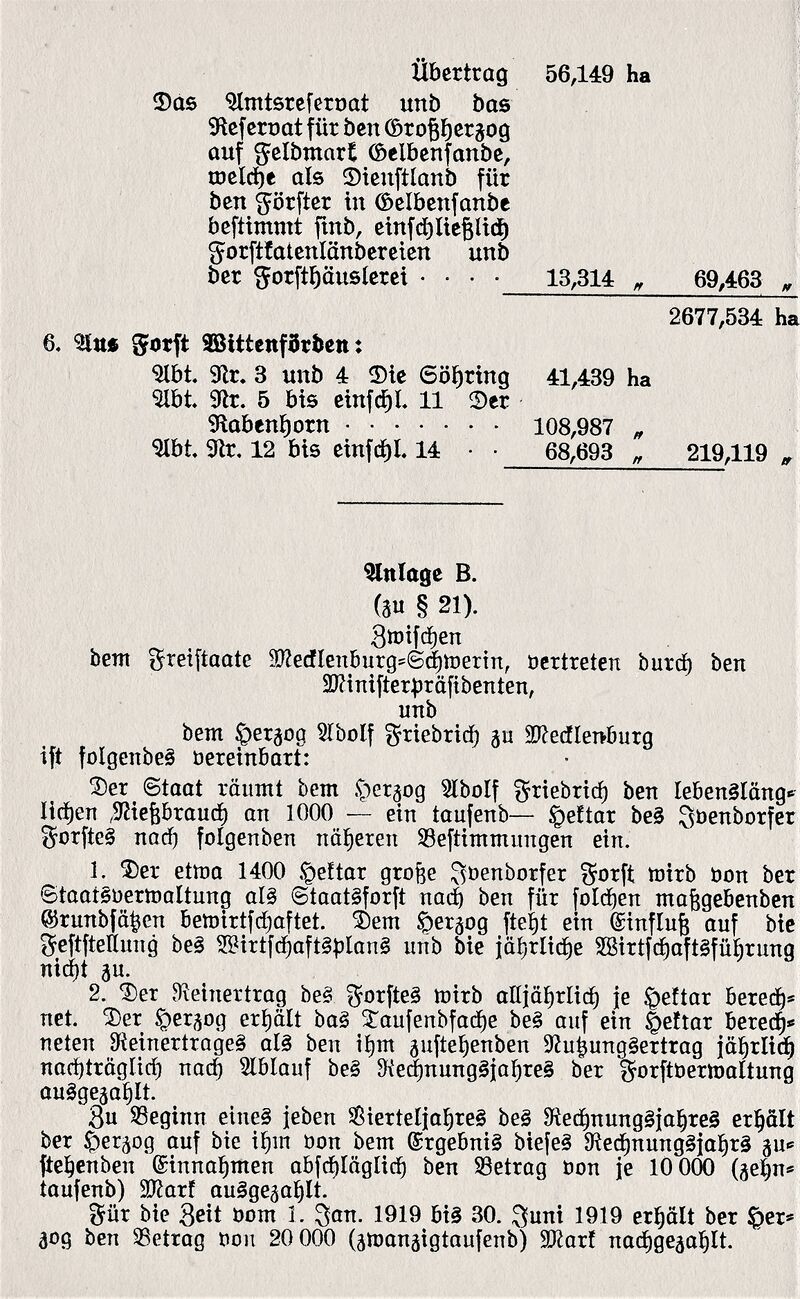 Übertrag 56,149 ha
Das Amtsreservat und das
Reservat für den Großherzog
auf Feldmark Gelbensande,
welche als Dienstland für
den Förster in Gelbensande
bestimmt sind, einschließlich
Forstkatenländereien und
der Forsthäuslerei · · · · 13,314 „ 69,463 „
2677,534 ha
6. Aus Forst Wittenförden:
Abt. Nr. 3 und 4 Die Söhring 41,439 ha
Abt. Nr. 5 bis einschl. 11 Der
Rabenhorn · · · · · · · 108,987 „
Abt. Nr. 12 bis einschl. 14 · · 68,693 „ 219,119 „
Anlage B.
(zu § 21).
Zwischen
dem Freistaate Mecklenburg-Schwerin, vertreten durch den
Ministerpräsidenten,
und
dem Herzog Adolf Friedrich zu Mecklenburg
ist folgendes vereinbart:
Der Staat räumt dem Herzog Adolf Friedrich den lebensläng-
lichen Nießbrauch an 1000 — ein tausend— Hektar des Ivendorfer
Forstes nach folgenden näheren Bestimmungen ein.
1. Der etwa 1400 Hektar große Ivendorfer Forst wird von der
Staatsverwaltung als Staatsforst nach den für solchen maßgebenden
Grundsätzen bewirtschaftet. Dem Herzog steht ein Einfluß auf die
Feststellung des Wirtschaftsplans und die jährliche Wirtschaftsführung
nicht zu.
2. Der Reinertrag des Forstes wird alljährlich je Hektar berech-
net. Der Herzog erhält das Tausendfache des auf ein Hektar berech-
neten Reinertrages als den ihm zustehenden Nutzungsertrag jährlich
nachträglich nach Ablauf des Rechnungsjahres der Forstverwaltung
ausgezahlt.
Zu Beginn eines jeden Vierteljahres des Rechnungsjahres erhält
der Herzog auf die ihm von dem Ergebnis dieses Rechnungsjahrs zu-
stehenden Einnahmen abschläglich den Betrag von je 10 000 (zehn-
tausend) Mark ausgezahlt.
Für die Zeit vom 1. Jan. 1919 bis 30. Juni 1919 erhält der Her-
zog den Betrag von 20 000 (zwanzigtausend) Mark nachgezahlt.